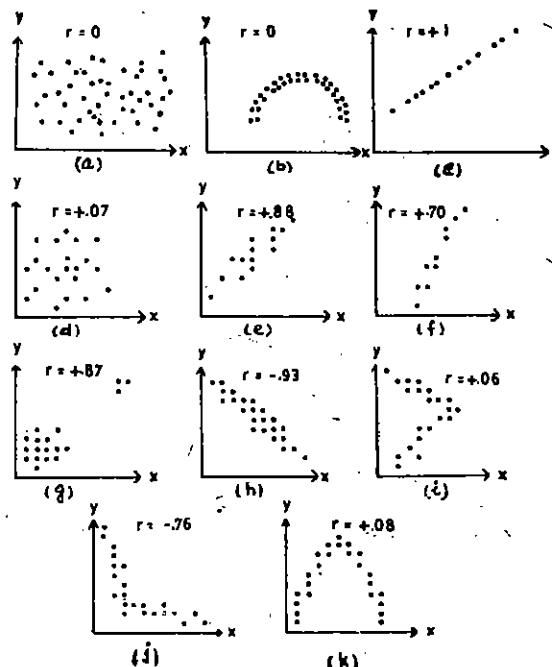 y y y
r = 0 r = 0 r = +1
x x
(a) (b) (c)
y y y
r = +.07 r = +.88 r = +.70
x x x
(d) (e) (f)
y y y
r = +.87 r = -.93 r = +.06
x x x
(g) (h) (i)
y y
r = -.76 r = +.08
x x
(j) (k)